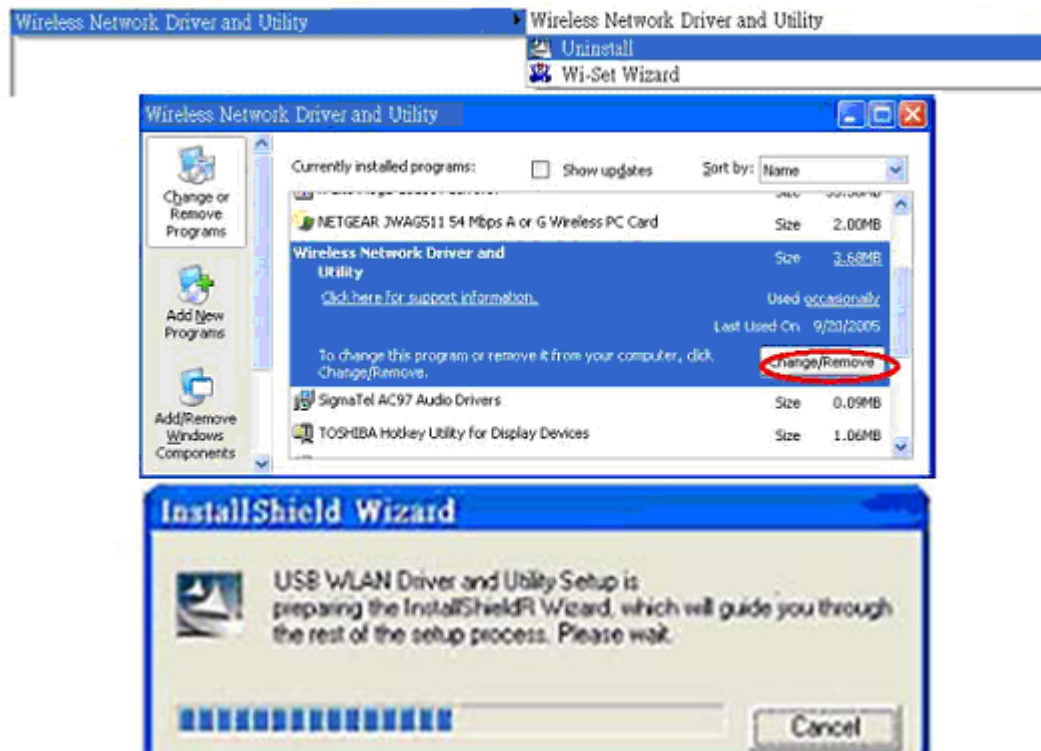 Wireless Network Driver and Utility
Wireless Network Driver and Utility
Uninstall
Wi-Set Wizard
Wireless Network Driver and Utility
Change or
Remove
Programs
Add New
Programs
Add/Remove
Windows
Components
Currently installed programs:
Show updates
Sort by: Name
Size
NETGEAR JWAG511 54 Mbps A or G Wireless PC Card Size 2.00MB
Wireless Network Driver and Size 3.68MB
Utility
Click here for support information. Used occasionally
Last Used On 9/20/2005
To change this program or remove it from your computer, click
Change/Remove.
Change/Remove
SigmaTel AC97 Audio Drivers Size 0.09MB
TOSHIBA Hotkey Utility for Display Devices Size 1.06MB
InstallShield Wizard
USB WLAN Driver and Utility Setup is
preparing the InstallShieldR Wizard, which will guide you through
the rest of the setup process. Please wait.
Cancel